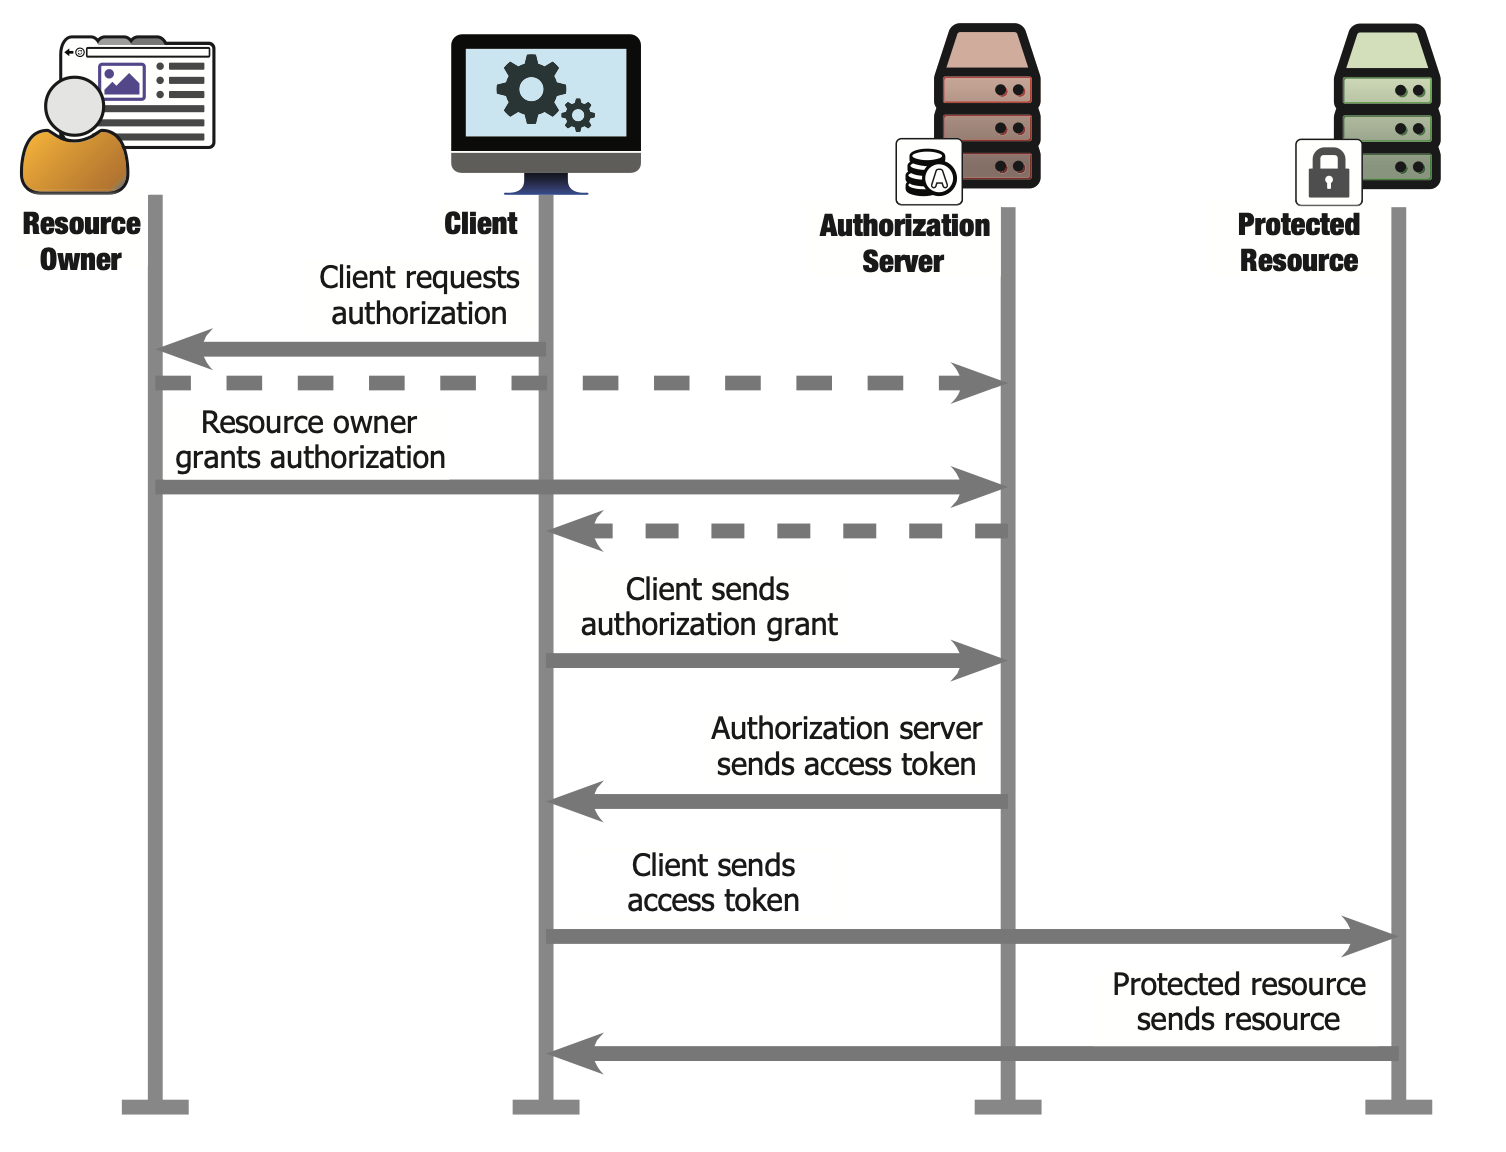 Resource
Owner
Client
Authorization
Server
Protected
Resource
Client requests
authorization
Resource owner
grants authorization
Client sends
authorization grant
Authorization server
sends access token
Client sends
access token
Protected resource
sends resource
A